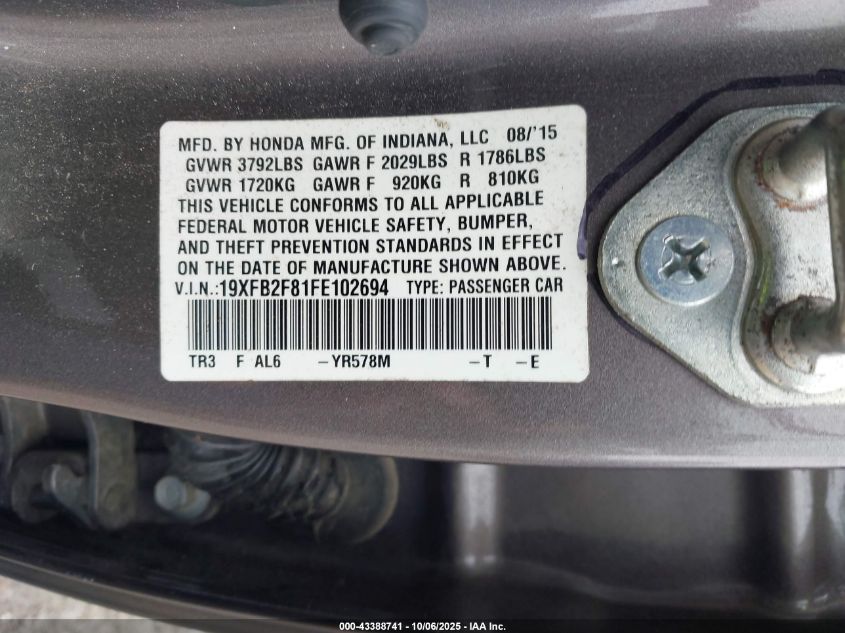 MFD. BY HONDA MFG. OF INDIANA, LLC 08/'15
GVWR 3792LBS GAWR F 2029LBS R 1786LBS
GVWR 1720KG GAWR F 920KG R 810KG
THIS VEHICLE CONFORMS TO ALL APPLICABLE
FEDERAL MOTOR VEHICLE SAFETY, BUMPER,
AND THEFT PREVENTION STANDARDS IN EFFECT
ON THE DATE OF MANUFACTURE SHOWN ABOVE.
V.I.N.:19XFB2F81FE102694 TYPE: PASSENGER CAR
TR3 F AL6 -YR578M -T -E
000-43388741 - 10/06/2025 - IAA Inc.